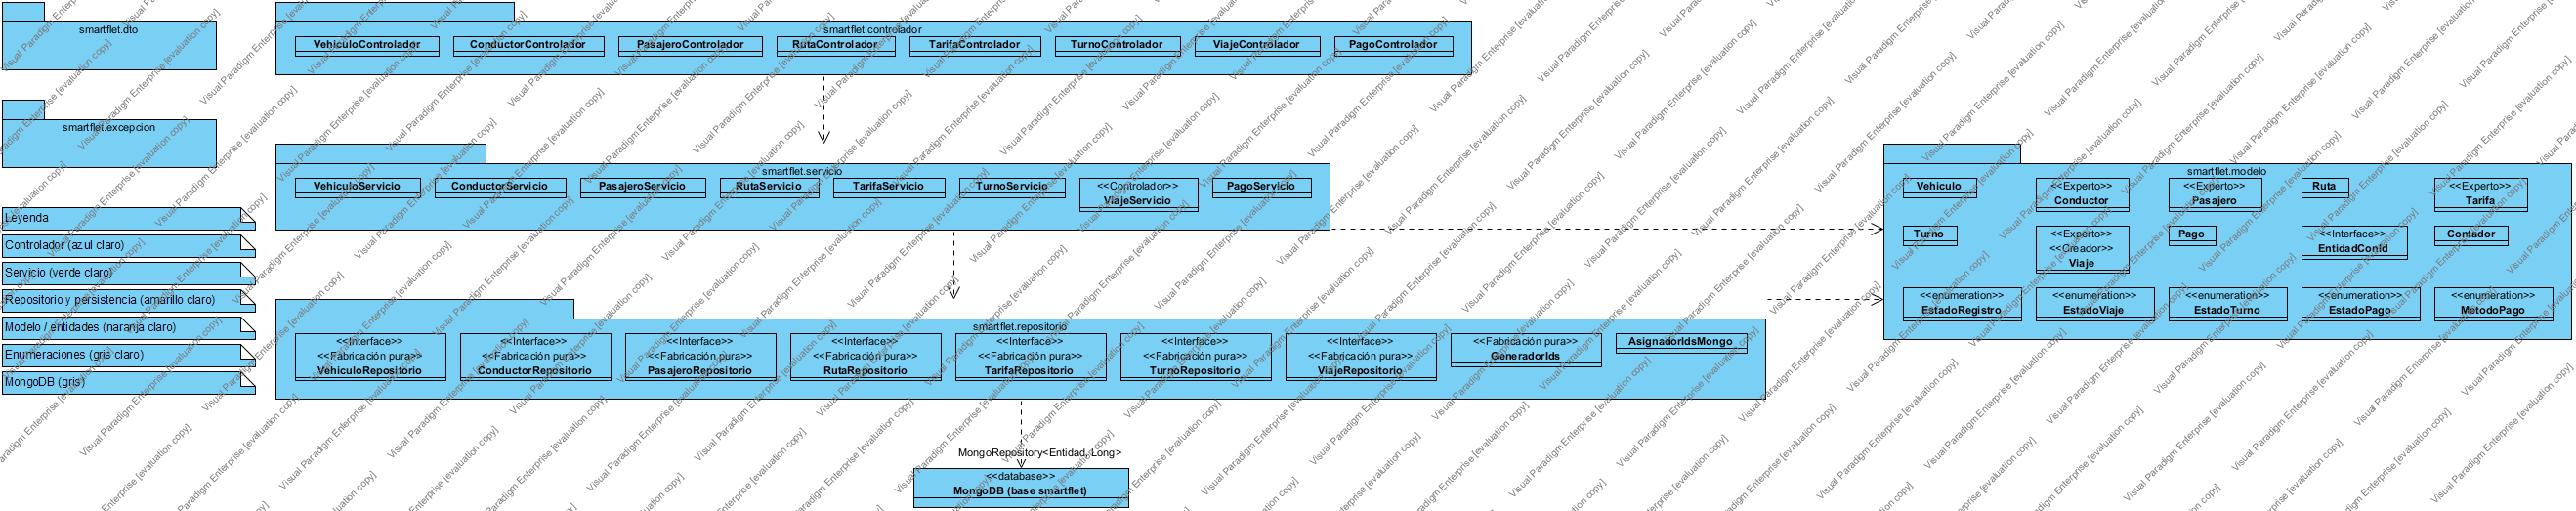 smartflet.dto
smartflet.excepcion
Leyenda
Controlador (azul claro)
Servicio (verde claro)
Repositorio y persistencia (amarillo claro)
Modelo / entidades (naranja claro)
Enumeraciones (gris claro)
MongoDB (gris)
smartflet.controlador
VehiculoControlador
ConductorControlador
PasajeroControlador
RutaControlador
TarifaControlador
TurnoControlador
ViajeControlador
PagoControlador
smartflet.servicio
VehiculoServicio
ConductorServicio
PasajeroServicio
RutaServicio
TarifaServicio
TurnoServicio
<<Controlador>>
ViajeServicio
PagoServicio
smartflet.repositorio
<<Interface>>
<<Fabricación pura>>
VehiculoRepositorio
<<Interface>>
<<Fabricación pura>>
ConductorRepositorio
<<Interface>>
<<Fabricación pura>>
PasajeroRepositorio
<<Interface>>
<<Fabricación pura>>
RutaRepositorio
<<Interface>>
<<Fabricación pura>>
TarifaRepositorio
<<Interface>>
<<Fabricación pura>>
TurnoRepositorio
<<Interface>>
<<Fabricación pura>>
ViajeRepositorio
<<Fabricación pura>>
GeneradorIds
AsignadorIdsMongo
MongoRepository<Entidad, Long>
<<database>>
MongoDB (base smartflet)
smartflet.modelo
Vehiculo
<<Experto>>
Conductor
<<Experto>>
Pasajero
Ruta
<<Experto>>
Tarifa
Turno
<<Experto>>
<<Creador>>
Viaje
Pago
<<Interface>>
EntidadConId
Contador
<<enumeration>>
EstadoRegistro
<<enumeration>>
EstadoViaje
<<enumeration>>
EstadoTurno
<<enumeration>>
EstadoPago
<<enumeration>>
MetodoPago
Visual Paradigm Enterprise [evaluation copy]